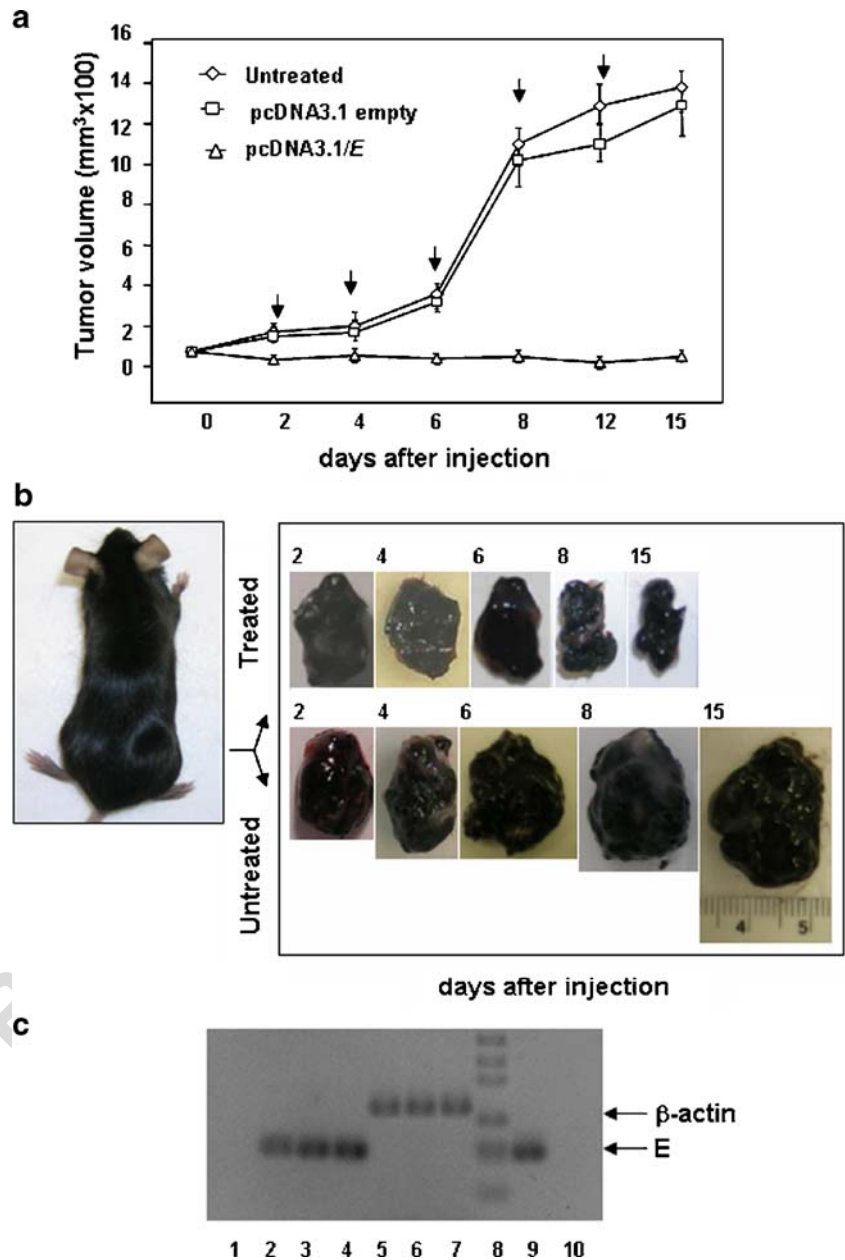 a
Tumor volume (mm³x100)
16
14
12
10
8
6
4
2
0
Untreated
pcDNA3.1 empty
pcDNA3.1/E
0 2 4 6 8 12 15
days after injection
b
Treated
2 4 6 8 15
Untreated
2 4 6 8 15
4 5
days after injection
c
β-actin
E
1 2 3 4 5 6 7 8 9 10